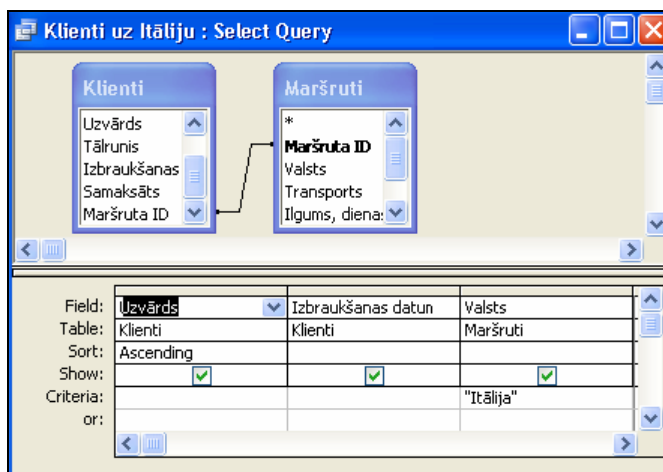 Klienti uz Itāliju : Select Query
Klienti
Uzvārds
Tālrunis
Izbraukšanas
Samaksāts
Maršruta ID
Maršruti
*
Maršruta ID
Valsts
Transports
Ilgums, diena:
Field: Uzvārds Izbraukšanas datun Valsts
Table: Klienti Klienti Maršruti
Sort: Ascending
Show:
Criteria: "Itālija"
or: